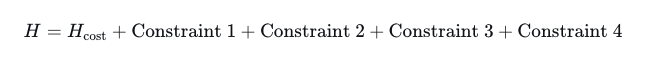 H = H_cost + Constraint 1 + Constraint 2 + Constraint 3 + Constraint 4